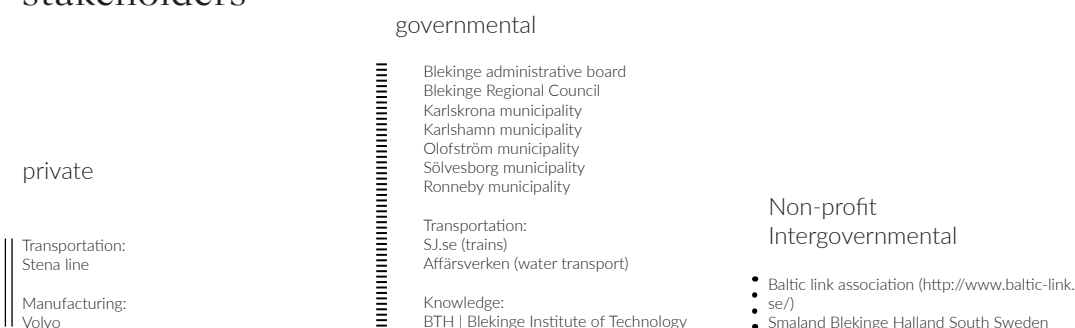 stakeholders
governmental
Blekinge administrative board
Blekinge Regional Council
Karlskrona municipality
Karlshamn municipality
Olofström municipality
Sölvesborg municipality
Ronneby municipality
Transportation:
SJ.se (trains)
Affärsverken (water transport)
Knowledge:
BTH | Blekinge Institute of Technology
private
Transportation:
Stena line
Manufacturing:
Volvo
Non-profit
Intergovernmental
Baltic link association (http://www.baltic-link.
se/)
Smaland Blekinge Halland South Sweden